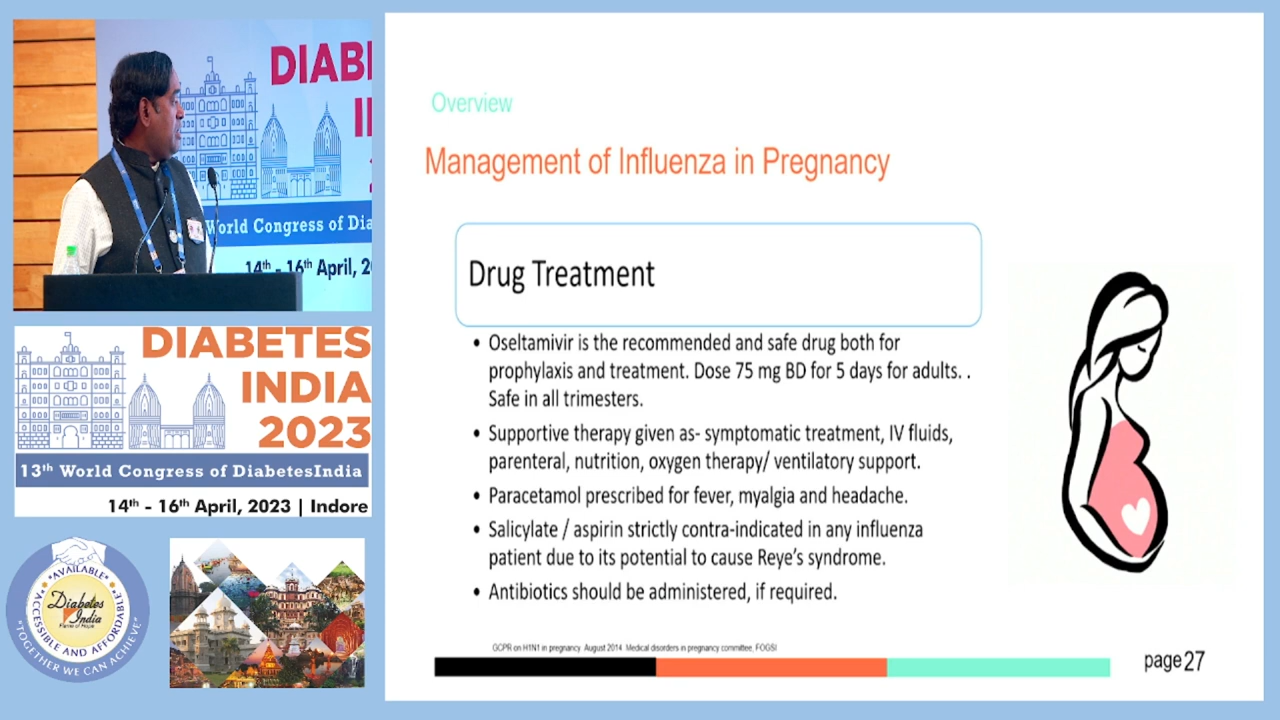 DIABE
I
World Congress of Dia
14th - 16th April, 2
DIABETES
INDIA
2023
13th World Congress of DiabetesIndia
14th - 16th April, 2023 | Indore
"AVAILABLE"
"ACCESSIBLE AND AFFORDABLE"
Diabetes
India
Flame of Hope
"TOGETHER WE CAN ACHIEVE"
Overview
Management of Influenza in Pregnancy
Drug Treatment
• Oseltamivir is the recommended and safe drug both for
prophylaxis and treatment. Dose 75 mg BD for 5 days for adults. .
Safe in all trimesters.
• Supportive therapy given as- symptomatic treatment, IV fluids,
parenteral, nutrition, oxygen therapy/ ventilatory support.
• Paracetamol prescribed for fever, myalgia and headache.
• Salicylate / aspirin strictly contra-indicated in any influenza
patient due to its potential to cause Reye's syndrome.
• Antibiotics should be administered, if required.
GCPR on H1N1 in pregnancy August 2014 Medical disorders in pregnancy committee, FOGSI
page27